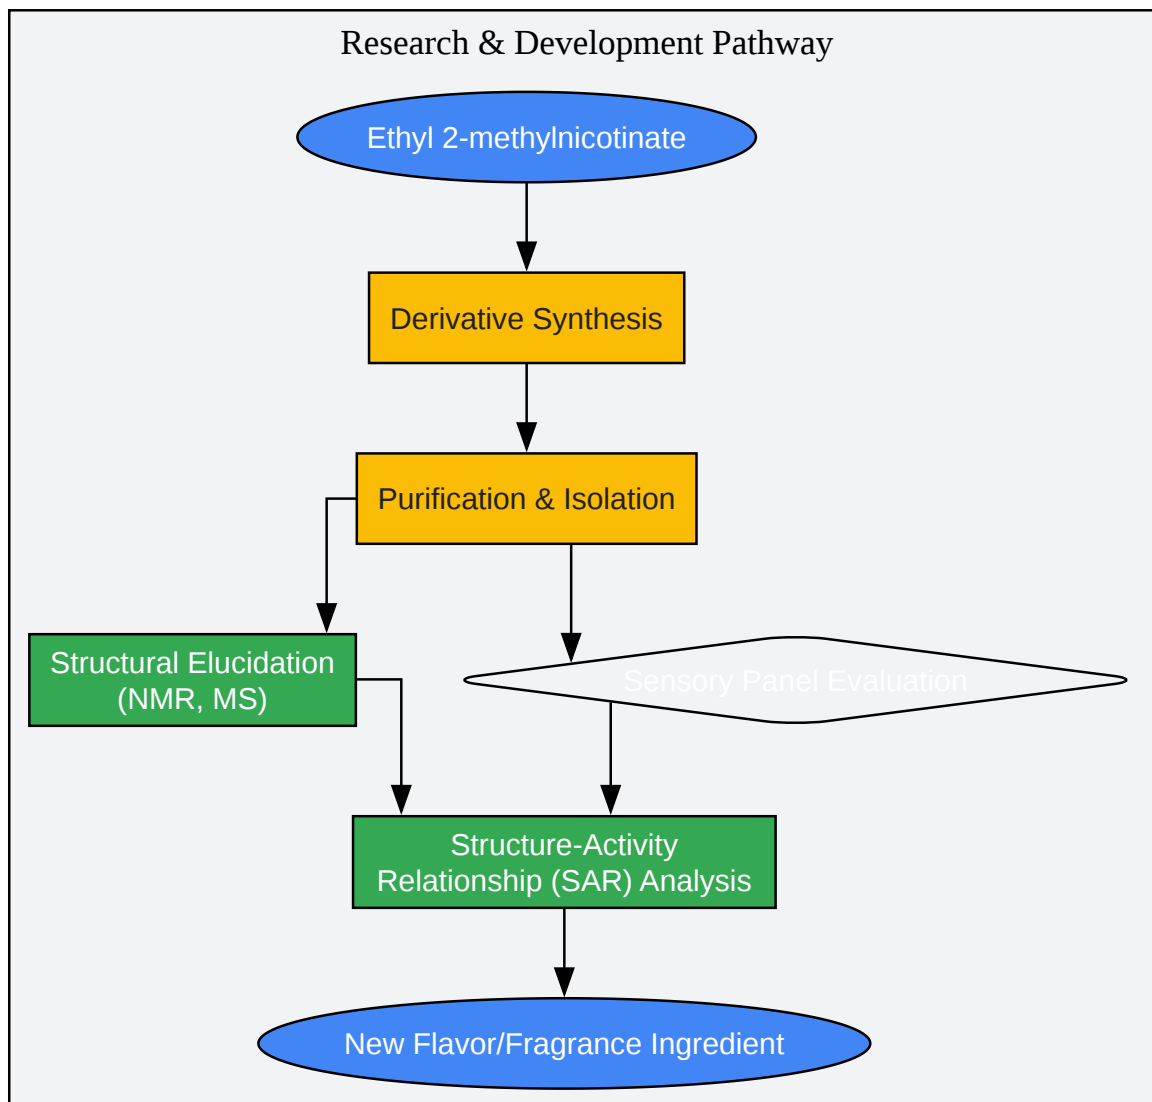 Research & Development Pathway
Ethyl 2-methylnicotinate
Derivative Synthesis
Purification & Isolation
Structural Elucidation
(NMR, MS)
Sensory Panel Evaluation
Structure-Activity
Relationship (SAR) Analysis
New Flavor/Fragrance Ingredient